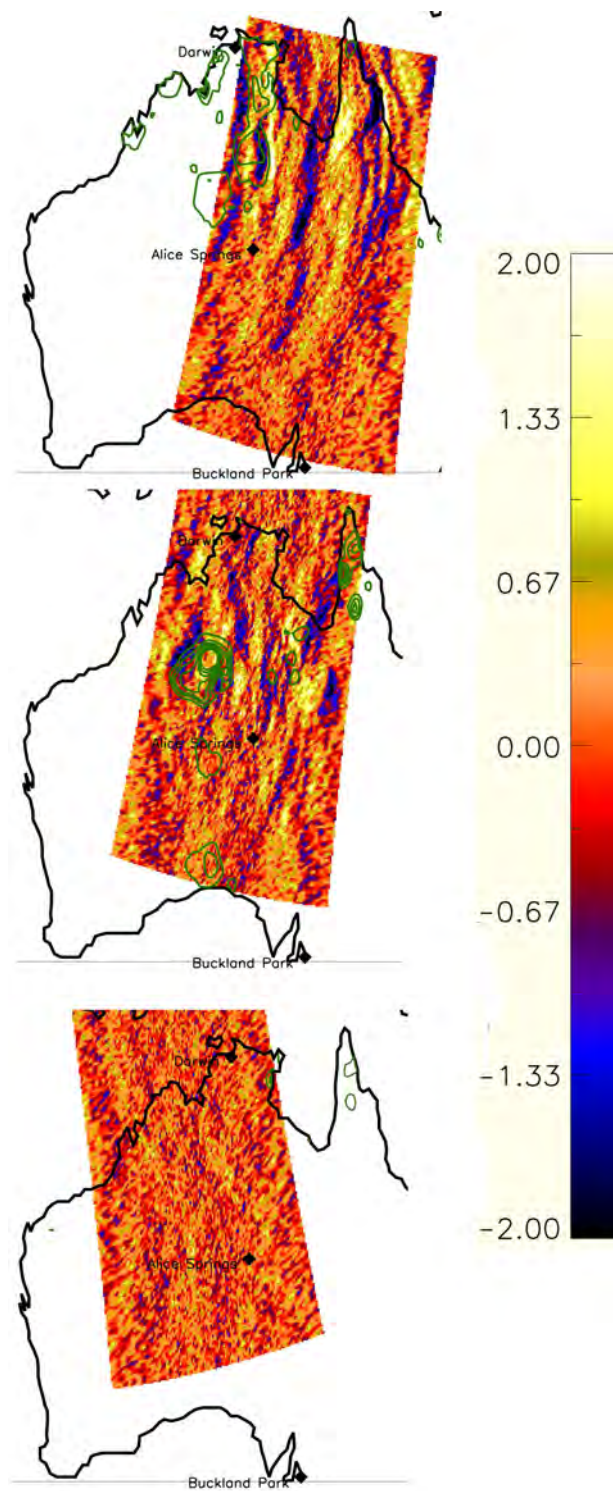 Darwin
Alice Springs
Buckland Park
Darwin
Alice Springs
Buckland Park
Darwin
Alice Springs
Buckland Park
2.00
1.33
0.67
0.00
-0.67
-1.33
-2.00